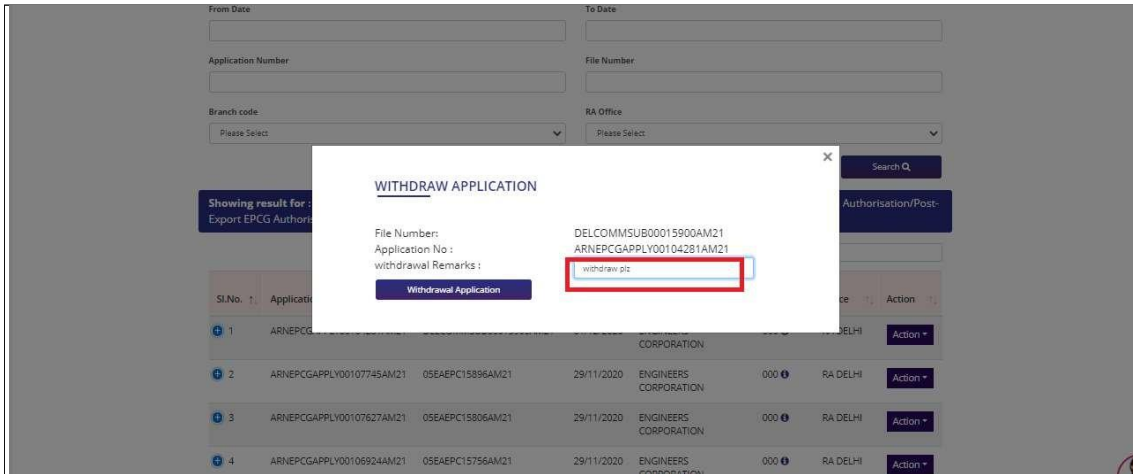 From Date To Date
Application Number File Number
Branch code RA Office
Please Select Please Select
Search
WITHDRAW APPLICATION ×
Showing result for : Authorisation/Post-
Export EPCG
File Number: DELCOMMSUB00015900AM21
Application No : ARNEPCGAPPLY00104281AM21
withdrawal Remarks : withdraw plz
Withdrawal Application
Sl.No. Action
1 DELHI Action
CORPORATION
2 ARNEPCGAPPLY00107745AM21 05EAEPC15896AM21 29/11/2020 ENGINEERS 000 RA DELHI Action
CORPORATION
3 ARNEPCGAPPLY00107627AM21 05EAEPC15806AM21 29/11/2020 ENGINEERS 000 RA DELHI Action
CORPORATION
4 ARNEPCGAPPLY00106924AM21 05EAEPC15756AM21 29/11/2020 ENGINEERS 000 RA DELHI Action